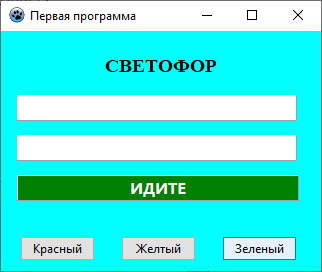 Первая программа
СВЕТОФОР
ИДИТЕ
Красный Желтый Зеленый